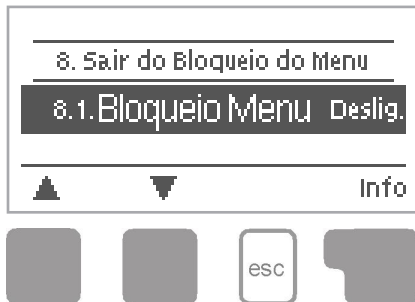 8. Sair do Bloqueio do Menu
8.1. Bloqueio Menu Deslig.
▲ ▼ Info
esc